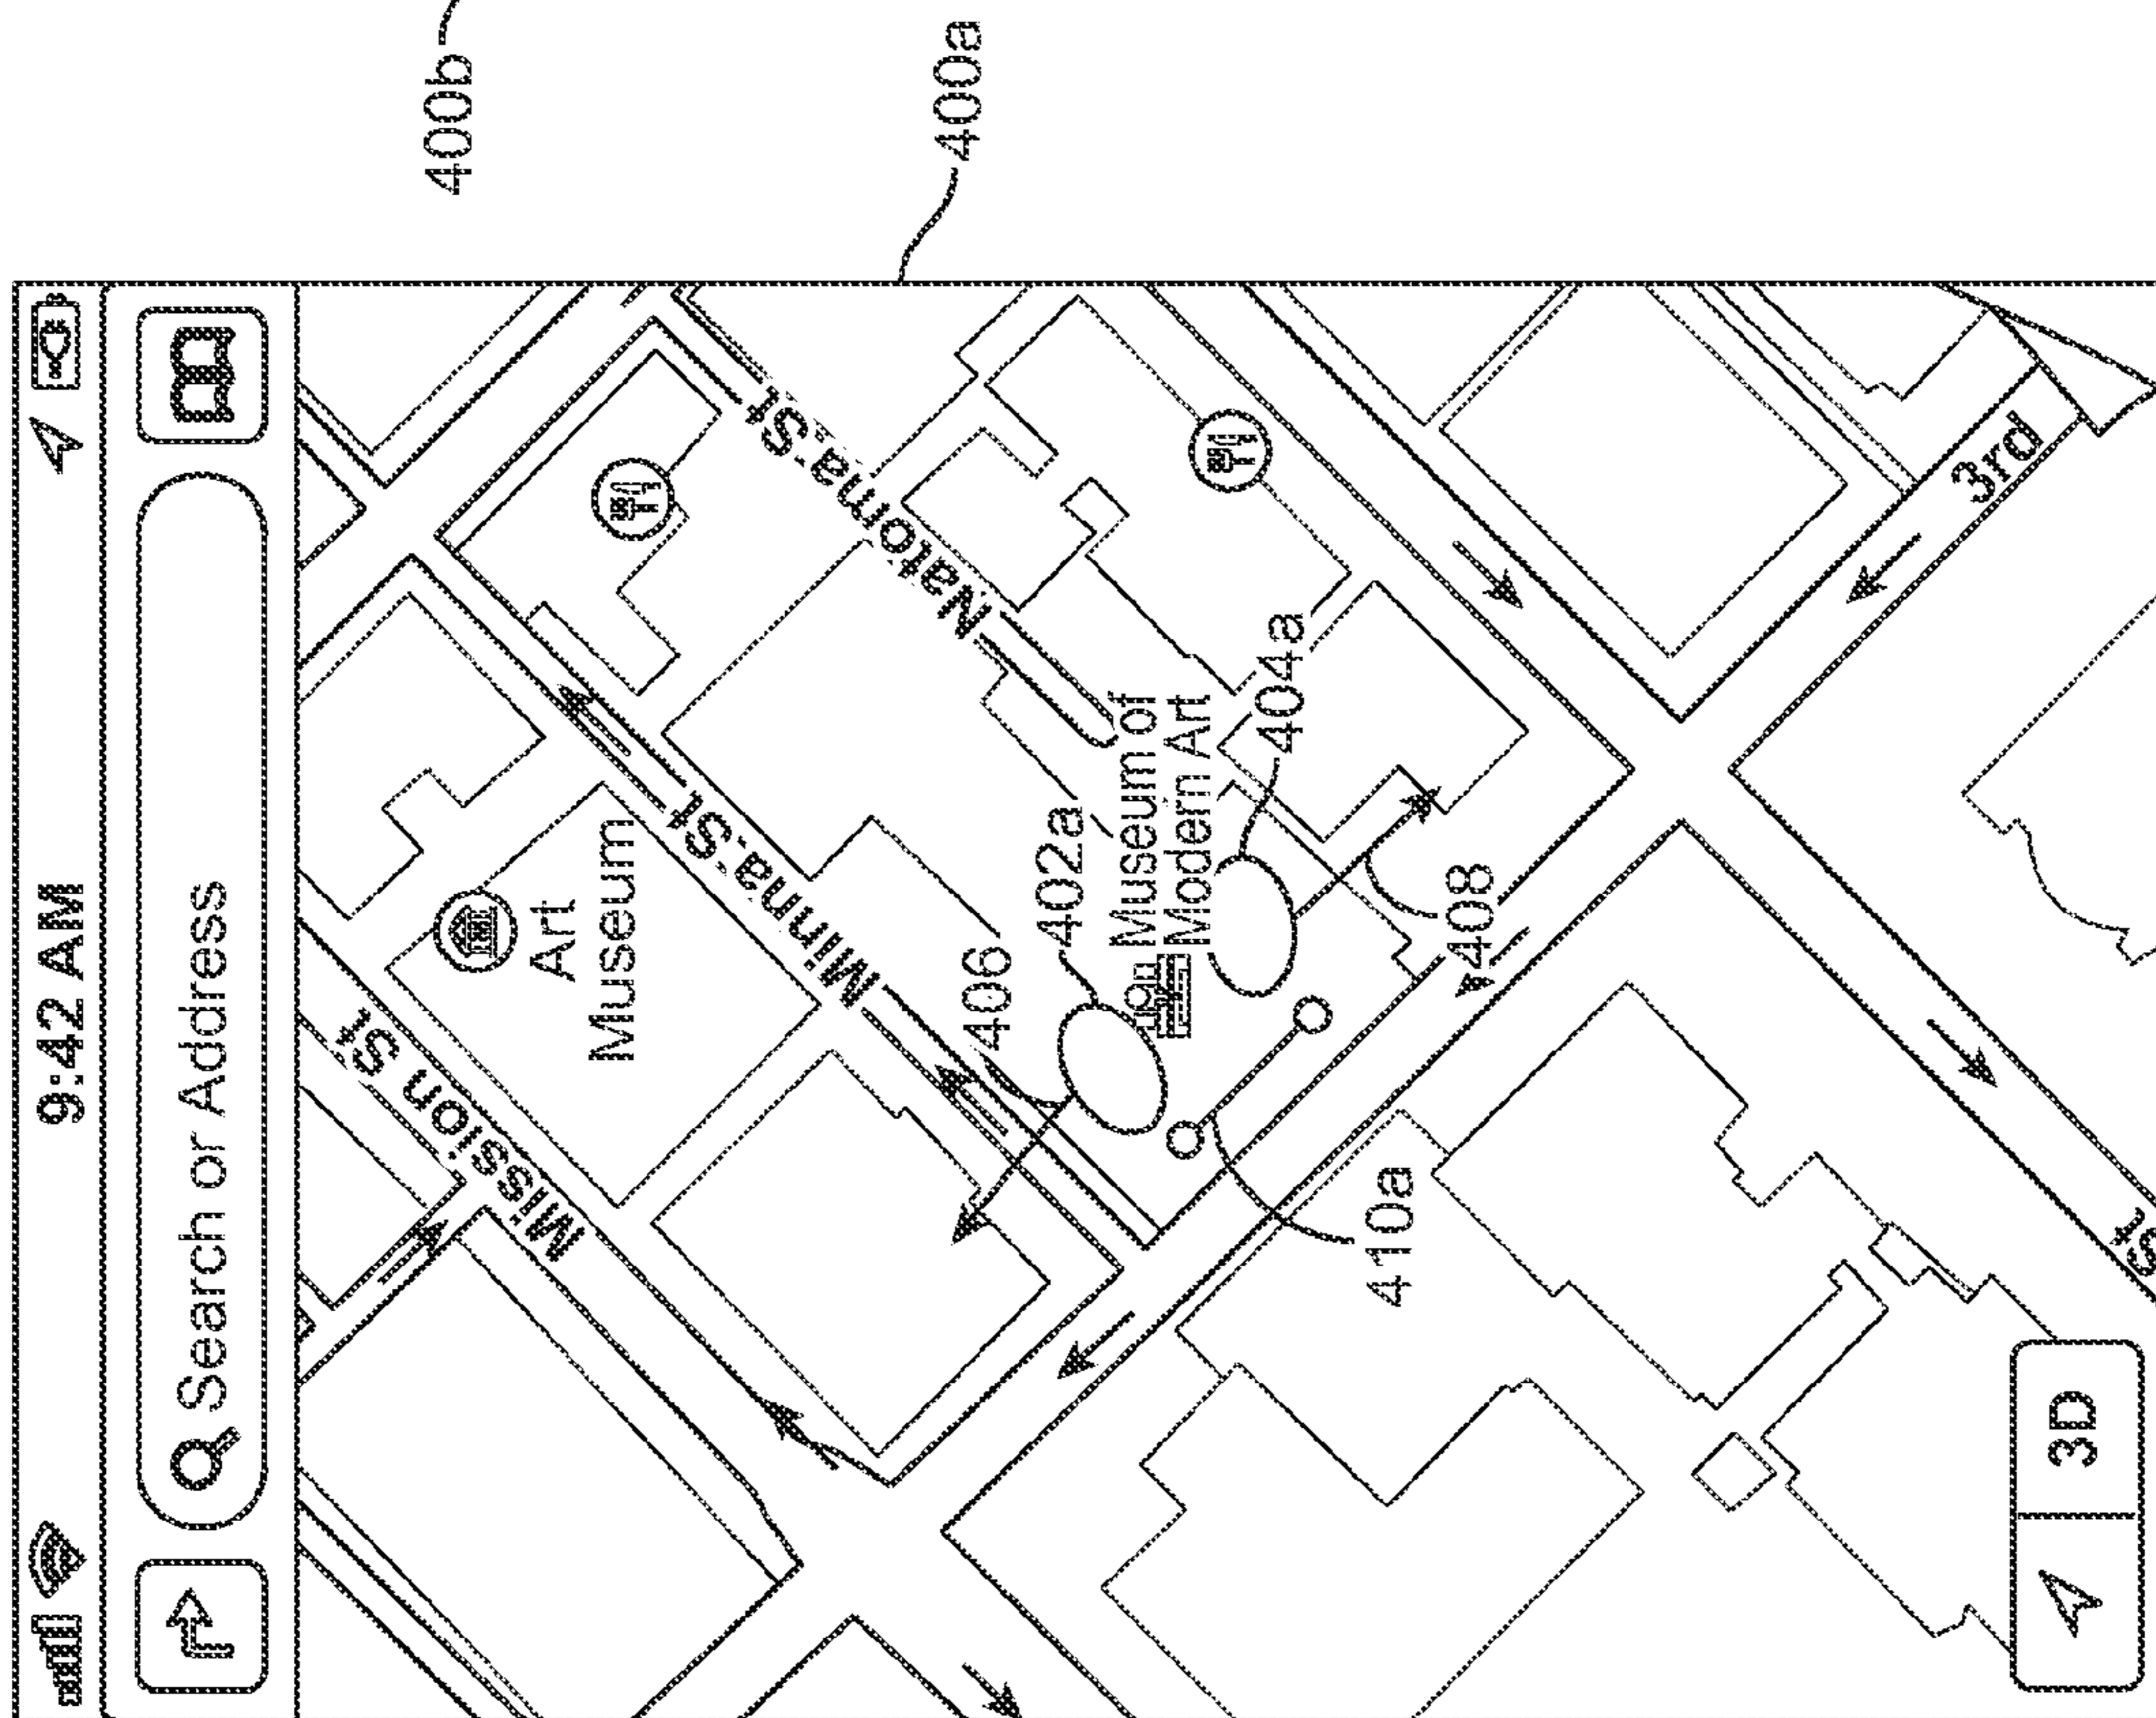 400b
400a
9:42 AM
Search or Address
Mission St
Art
Museum
Minna St
Natoma St
406
402a
Museum of
Modern Art
404a
408
410a
3rd
St
3D